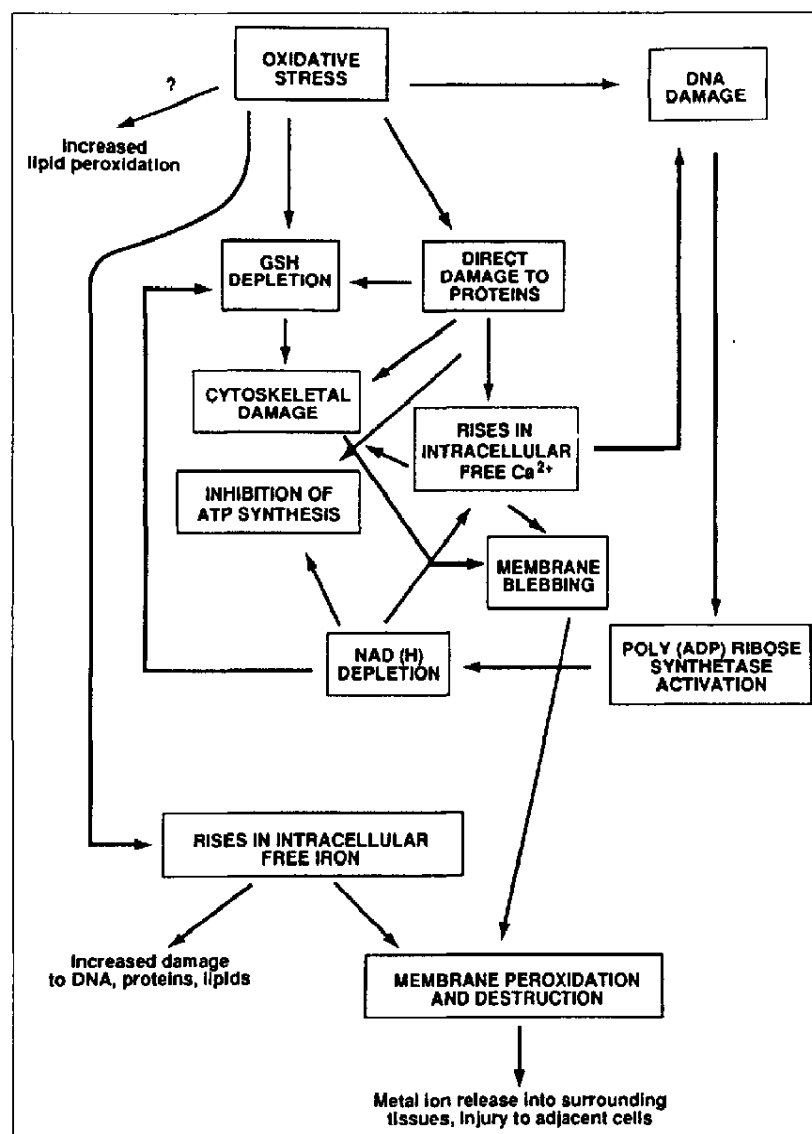 OXIDATIVE
STRESS
DNA
DAMAGE
?
Increased
lipid peroxidation
GSH
DEPLETION
DIRECT
DAMAGE TO
PROTEINS
CYTOSKELETAL
DAMAGE
RISES IN
INTRACELLULAR
FREE Ca²⁺
INHIBITION OF
ATP SYNTHESIS
MEMBRANE
BLEBBING
NAD (H)
DEPLETION
POLY (ADP) RIBOSE
SYNTHETASE
ACTIVATION
RISES IN INTRACELLULAR
FREE IRON
Increased damage
to DNA, proteins, lipids
MEMBRANE PEROXIDATION
AND DESTRUCTION
Metal ion release into surrounding
tissues, injury to adjacent cells